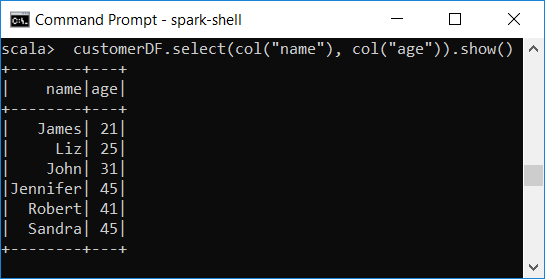 Command Prompt - spark-shell
scala>  customerDF.select(col("name"), col("age")).show()
+--------+---+
|    name|age|
+--------+---+
|   James| 21|
|     Liz| 25|
|    John| 31|
|Jennifer| 45|
|  Robert| 41|
|  Sandra| 45|
+--------+---+